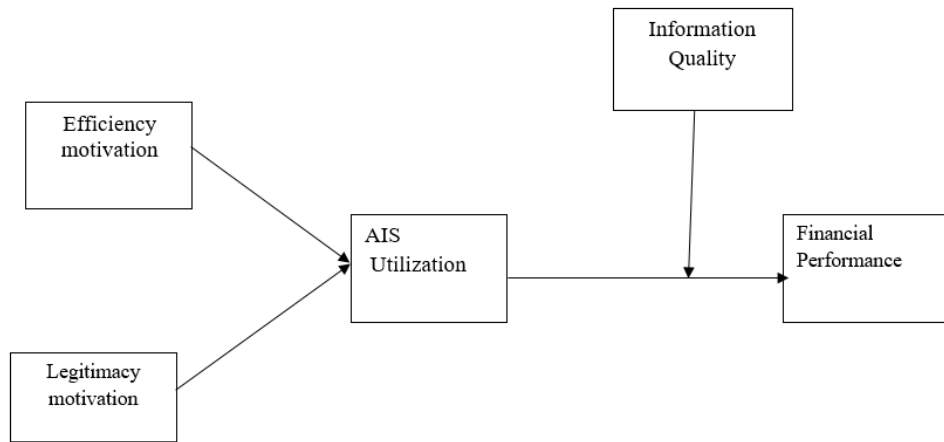 Information
Quality
Efficiency
motivation
AIS
Utilization
Financial
Performance
Legitimacy
motivation